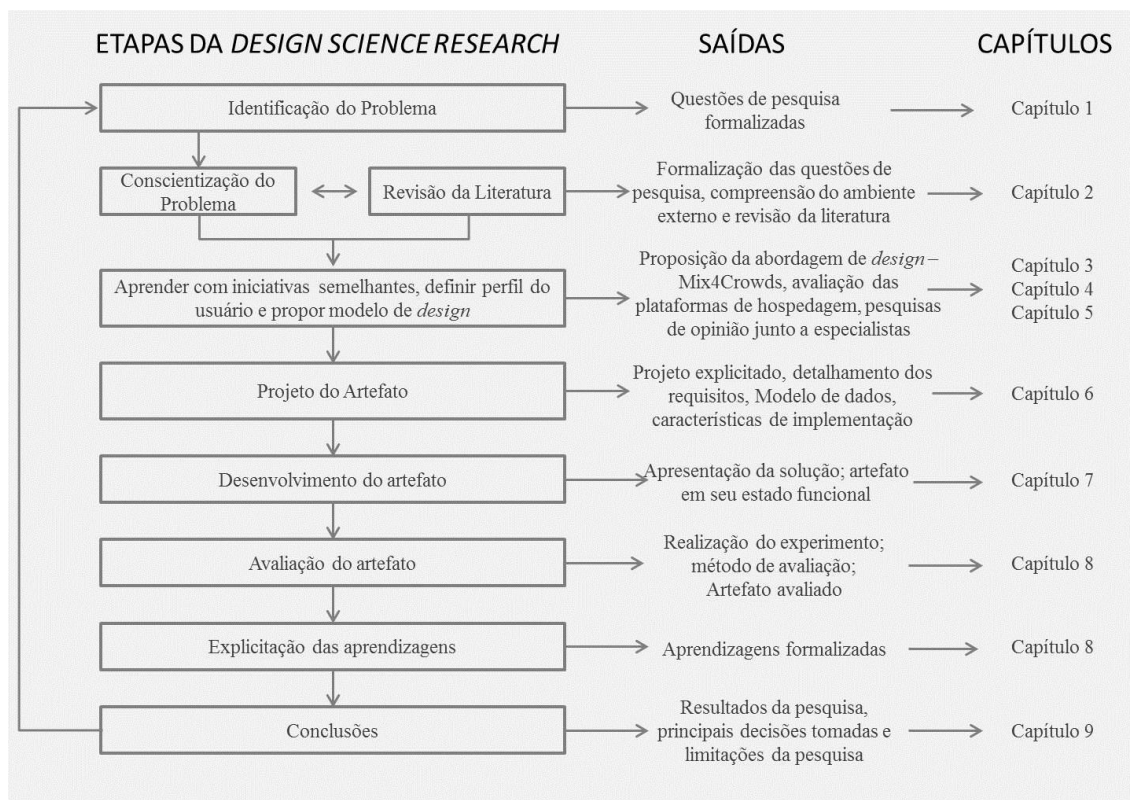 ETAPAS DA DESIGN SCIENCE RESEARCH
SAÍDAS
CAPÍTULOS
Identificação do Problema
Questões de pesquisa
formalizadas
Capítulo 1
Conscientização do
Problema
Revisão da Literatura
Formalização das questões de
pesquisa, compreensão do ambiente
externo e revisão da literatura
Capítulo 2
Aprender com iniciativas semelhantes, definir perfil do
usuário e propor modelo de design
Proposição da abordagem de design –
Mix4Crowds, avaliação das
plataformas de hospedagem, pesquisas
de opinião junto a especialistas
Capítulo 3
Capítulo 4
Capítulo 5
Projeto do Artefato
Projeto explicitado, detalhamento dos
requisitos, Modelo de dados,
características de implementação
Capítulo 6
Desenvolvimento do artefato
Apresentação da solução; artefato
em seu estado funcional
Capítulo 7
Avaliação do artefato
Realização do experimento;
método de avaliação;
Artefato avaliado
Capítulo 8
Explicitação das aprendizagens
Aprendizagens formalizadas
Capítulo 8
Conclusões
Resultados da pesquisa,
principais decisões tomadas e
limitações da pesquisa
Capítulo 9